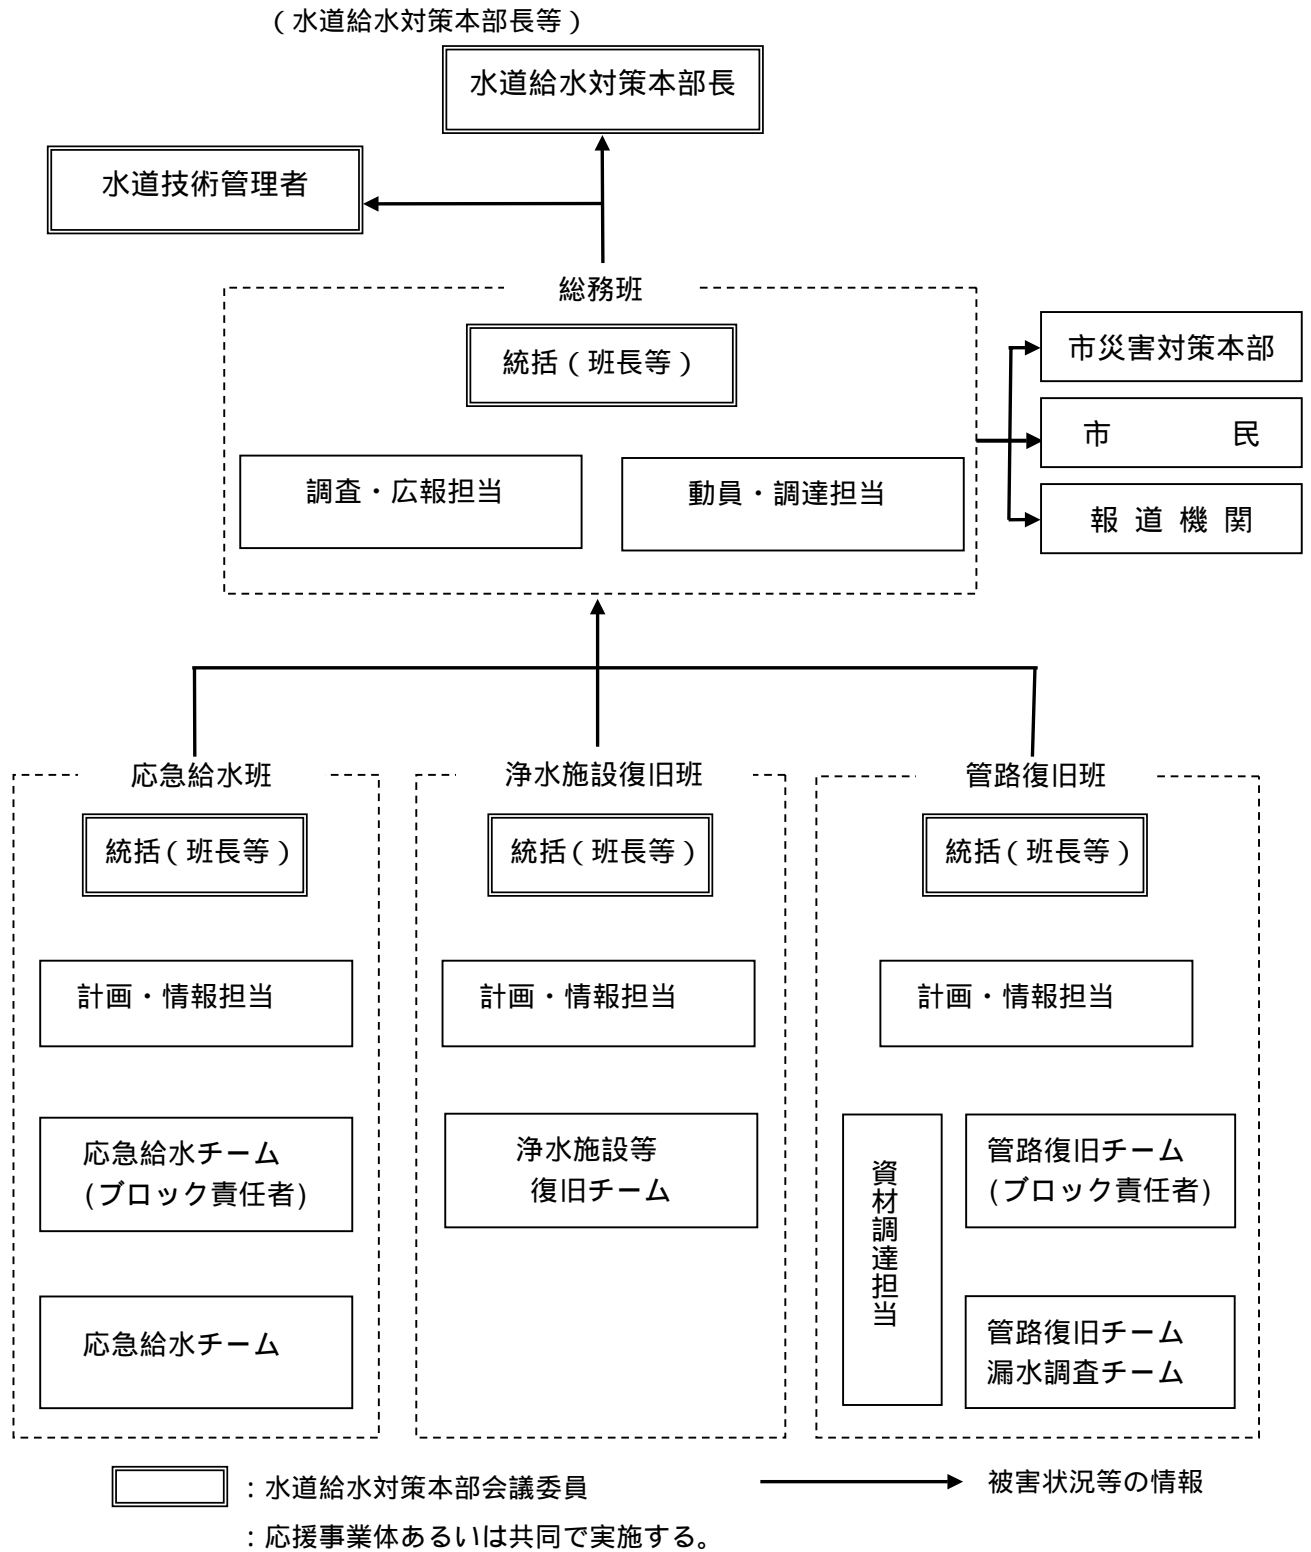 （水道給水対策本部長等）
水道給水対策本部長
水道技術管理者
総務班
統括（班長等）
調査・広報担当
動員・調達担当
市災害対策本部
市　　　　民
報 道 機 関
応急給水班
統括（班長等）
計画・情報担当
応急給水チーム
(ブロック責任者)
応急給水チーム
浄水施設復旧班
統括（班長等）
計画・情報担当
浄水施設等
復旧チーム
管路復旧班
統括（班長等）
計画・情報担当
資材調達担当
管路復旧チーム
(ブロック責任者)
管路復旧チーム
漏水調査チーム
：水道給水対策本部会議委員
被害状況等の情報
：応援事業体あるいは共同で実施する。